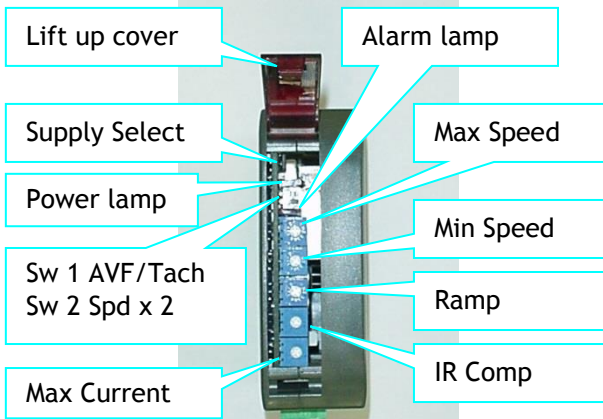 Lift up cover
Alarm lamp
Supply Select
Max Speed
Power lamp
Min Speed
Sw 1 AVF/Tach
Sw 2 Spd x 2
Ramp
IR Comp
Max Current